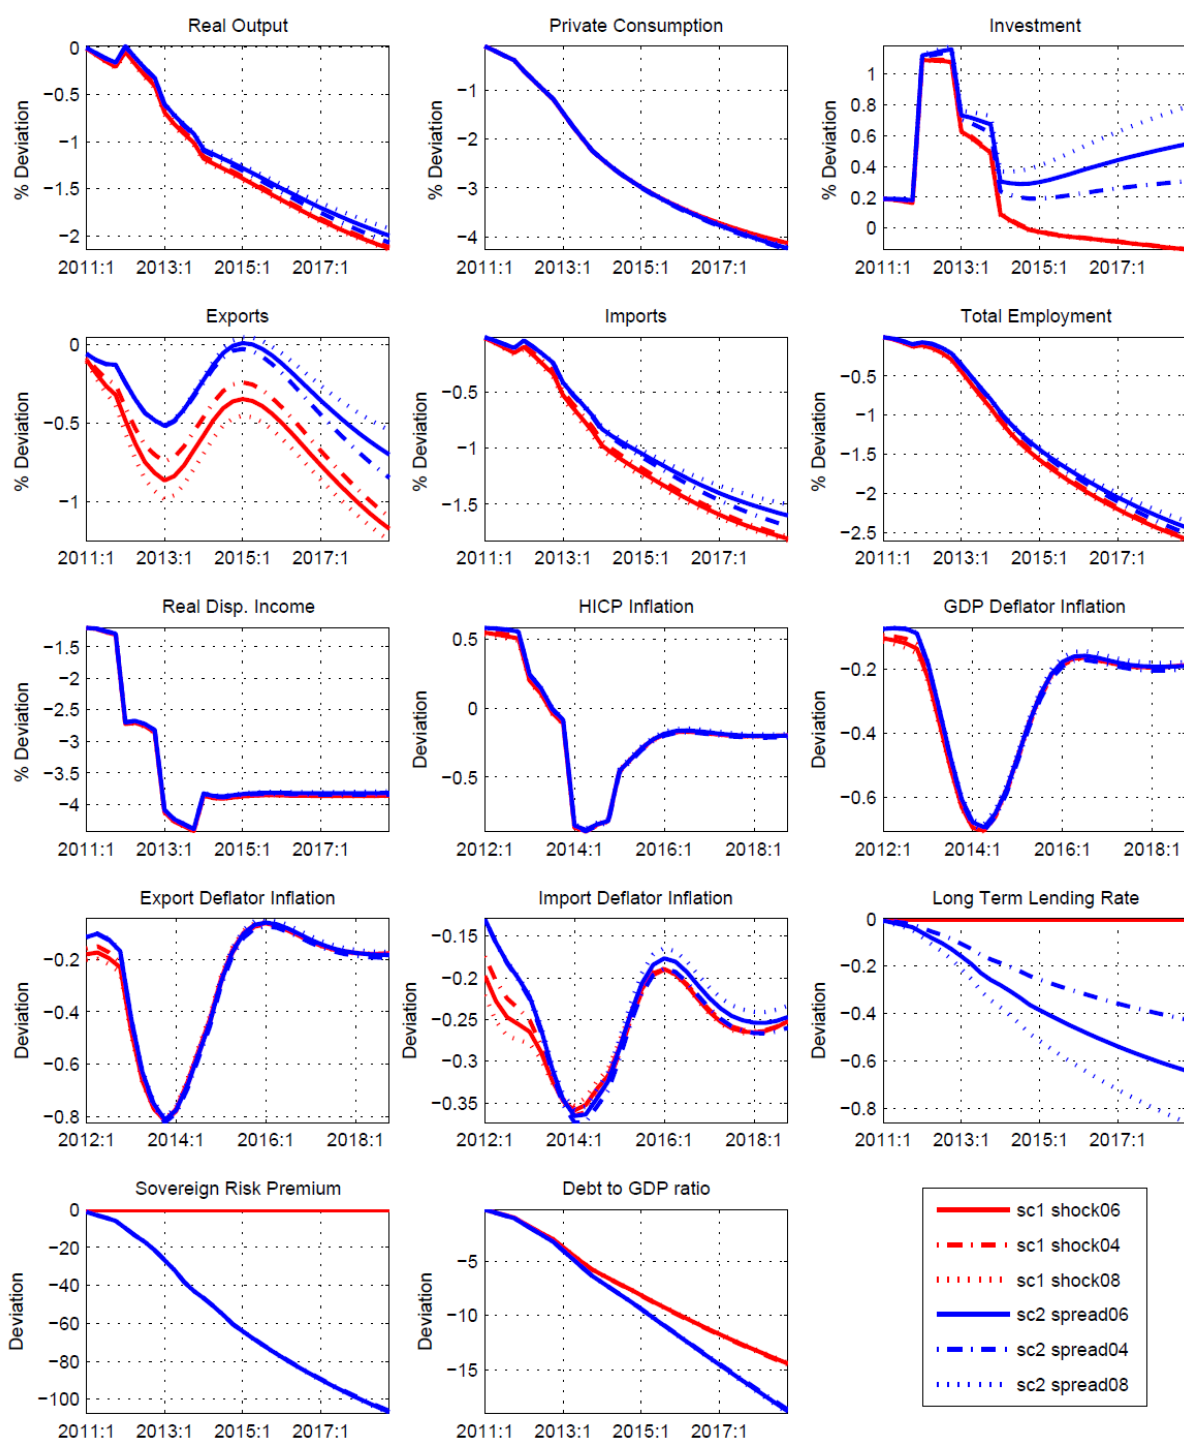 Real Output
Private Consumption
Investment
% Deviation
0
−0.5
−1
−1.5
−2
2011:1 2013:1 2015:1 2017:1
−1
−2
−3
−4
2011:1 2013:1 2015:1 2017:1
% Deviation
1
0.8
0.6
0.4
0.2
0
2011:1 2013:1 2015:1 2017:1
Exports
Imports
Total Employment
% Deviation
0
−0.5
−1
2011:1 2013:1 2015:1 2017:1
% Deviation
−0.5
−1
−1.5
2011:1 2013:1 2015:1 2017:1
% Deviation
−0.5
−1
−1.5
−2
−2.5
2011:1 2013:1 2015:1 2017:1
Real Disp. Income
HICP Inflation
GDP Deflator Inflation
% Deviation
−1.5
−2
−2.5
−3
−3.5
−4
2011:1 2013:1 2015:1 2017:1
Deviation
0.5
0
−0.5
2012:1 2014:1 2016:1 2018:1
Deviation
−0.2
−0.4
−0.6
2012:1 2014:1 2016:1 2018:1
Export Deflator Inflation
Import Deflator Inflation
Long Term Lending Rate
Deviation
−0.2
−0.4
−0.6
−0.8
2012:1 2014:1 2016:1 2018:1
Deviation
−0.15
−0.2
−0.25
−0.3
−0.35
2012:1 2014:1 2016:1 2018:1
Deviation
0
−0.2
−0.4
−0.6
−0.8
2011:1 2013:1 2015:1 2017:1
Sovereign Risk Premium
Debt to GDP ratio
Deviation
0
−20
−40
−60
−80
−100
2011:1 2013:1 2015:1 2017:1
Deviation
−5
−10
−15
2011:1 2013:1 2015:1 2017:1
sc1 shock06
sc1 shock04
sc1 shock08
sc2 spread06
sc2 spread04
sc2 spread08